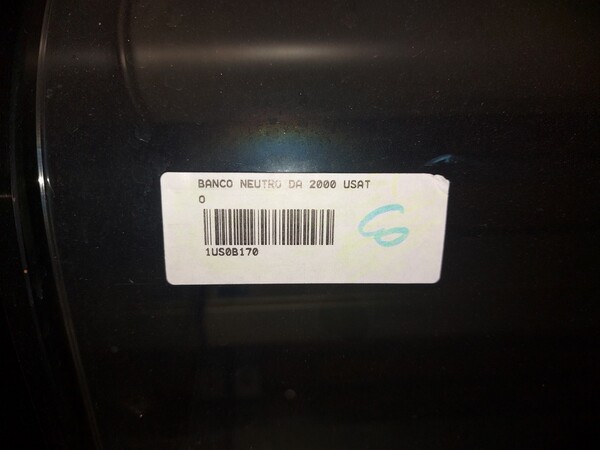 BANCO NEUTRO DA 2000 USAT
O
1US0B170